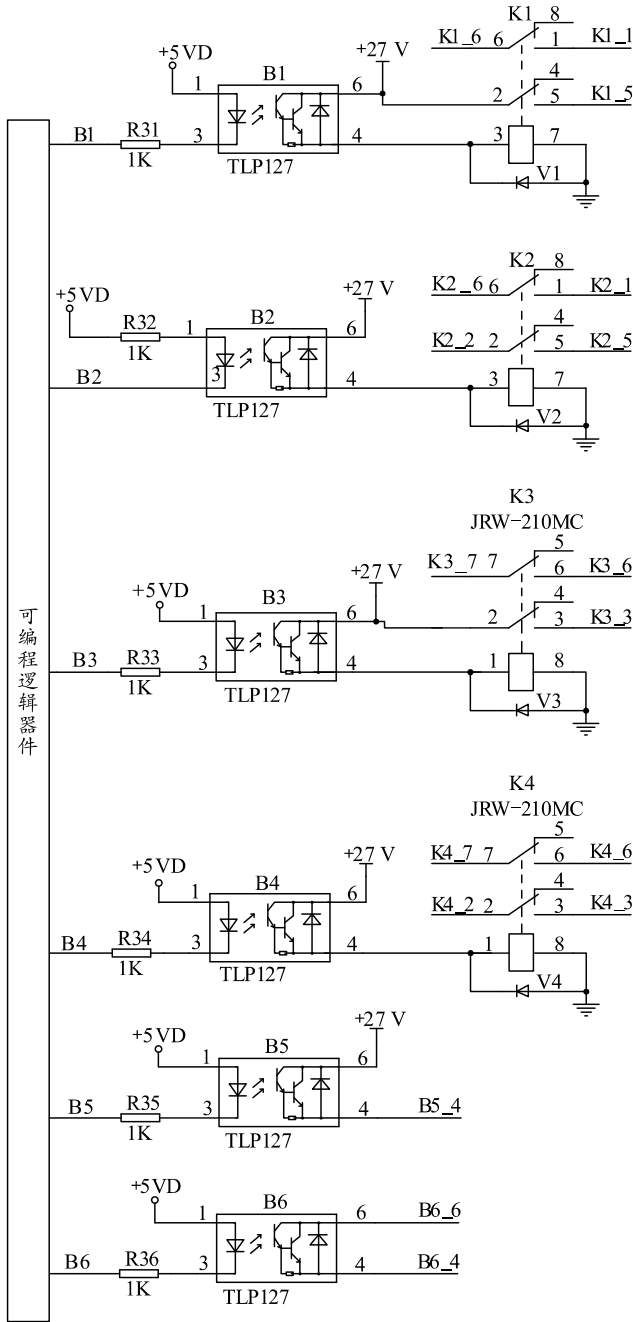 K1
8
K1_6 6 1 K1_1
+5VD
+27 V
1 B1 6
4
2 5 K1_5
B1 R31 3 4 3 7
1K
TLP127
V1
K2
8
K2_6 6 1 K2_1
+5VD
+27 V
R32 1 B2 6
4
1K
K2_2 2 5 K2_5
B2 3 4 3 7
TLP127
V2
K3
JRW-210MC
5
K3_7 7 6 K3_6
+5VD
+27 V
1 B3 6
4
2 3 K3_3
可编程逻辑器件
B3 R33 3 4 1 8
1K
TLP127
V3
K4
JRW-210MC
5
K4_7 7 6 K4_6
+5VD
+27 V
1 B4 6
4
K4_2 2 3 K4_3
B4 R34 3 4 1 8
1K
TLP127
V4
+27 V
+5VD
1 B5 6
B5 R35 3 4 B5_4
1K
TLP127
+5VD
1 B6 6 B6_6
B6 R36 3 4 B6_4
1K
TLP127